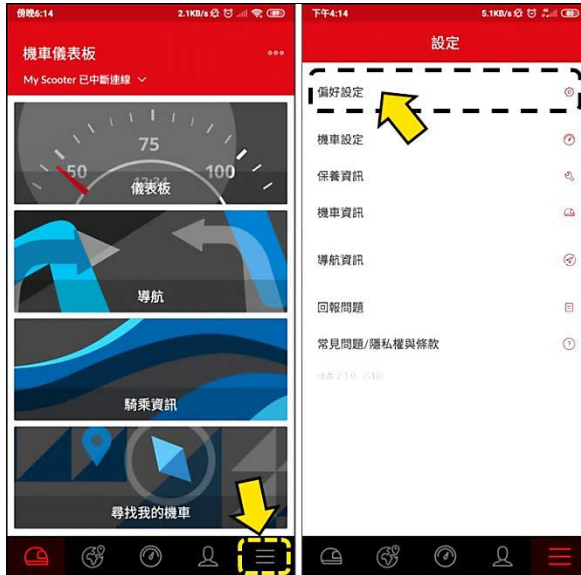 傍晚6:14
2.1KB/s
89
機車儀表板
My Scooter 已中斷連線
50
75
100
儀表板
導航
騎乘資訊
尋找我的機車
下午4:14
5.1KB/s
設定
偏好設定
機車設定
保養資訊
機車資訊
導航資訊
回報問題
常見問題/隱私權與條款